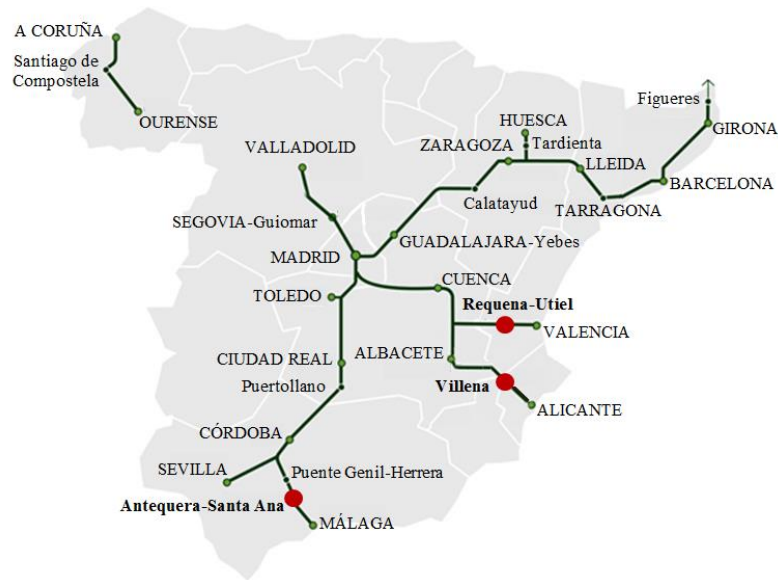 A CORUÑA
Santiago de
Compostela
OURENSE
VALLADOLID
SEGOVIA-Guiomar
MADRID
TOLEDO
HUESCA
Tardienta
ZARAGOZA
Calatayud
GUADALAJARA-Yebes
LLEIDA
TARRAGONA
Figueres
GIRONA
BARCELONA
CUENCA
Requena-Utiel
VALENCIA
ALBACETE
Villena
ALICANTE
CIUDAD REAL
Puertollano
CÓRDOBA
SEVILLA
Puente Genil-Herrera
Antequera-Santa Ana
MÁLAGA